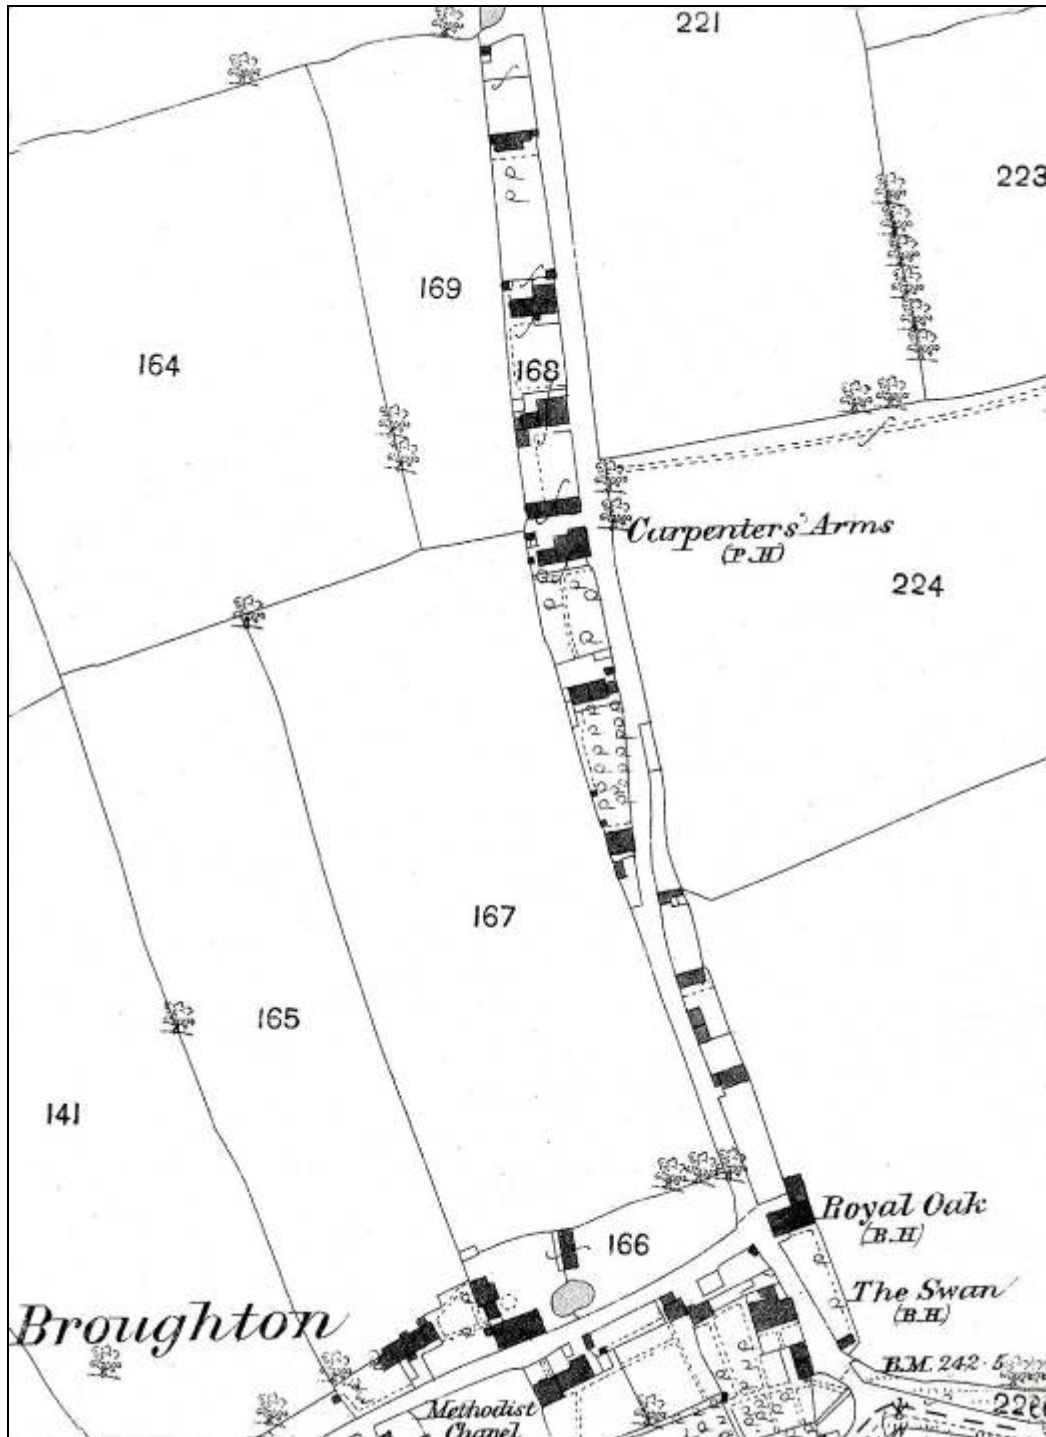 221
223
169
164
168
Carpenters' Arms
(P.H)
224
167
165
141
Royal Oak
(B.H)
166
The Swan
(B.H.)
Broughton
B.M. 242·5
Methodist
Chapel